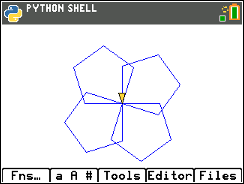 PYTHON SHELL
Fns… a A # Tools Editor Files